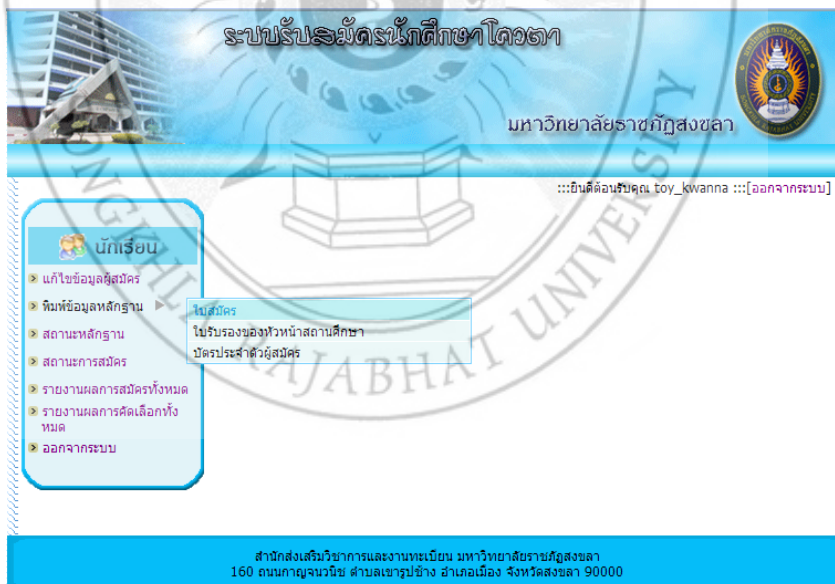 ระบบรับสมัครนักศึกษาโควตา
มหาวิทยาลัยราชภัฏสงขลา
:::ยินดีต้อนรับคุณ toy_kwanna :::[ออกจากระบบ]
นักเรียน
แก้ไขข้อมูลผู้สมัคร
พิมพ์ข้อมูลหลักฐาน
ใบสมัคร
ใบรับรองของหัวหน้าสถานศึกษา
บัตรประจำตัวผู้สมัคร
สถานะหลักฐาน
สถานะการสมัคร
รายงานผลการสมัครทั้งหมด
รายงานผลการคัดเลือกทั้ง
หมด
ออกจากระบบ
SONGKHLA RAJABHAT UNIVERSITY
สำนักส่งเสริมวิชาการและงานทะเบียน มหาวิทยาลัยราชภัฏสงขลา
160 ถนนกาญจนวนิช ตำบลเขารูปช้าง อำเภอเมือง จังหวัดสงขลา 90000